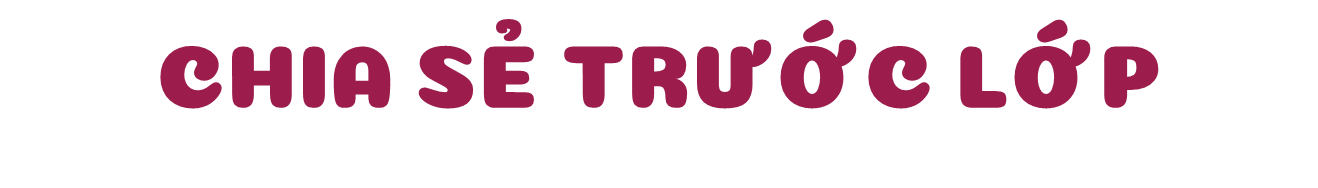 CHIA SẺ TRƯỚC LỚP